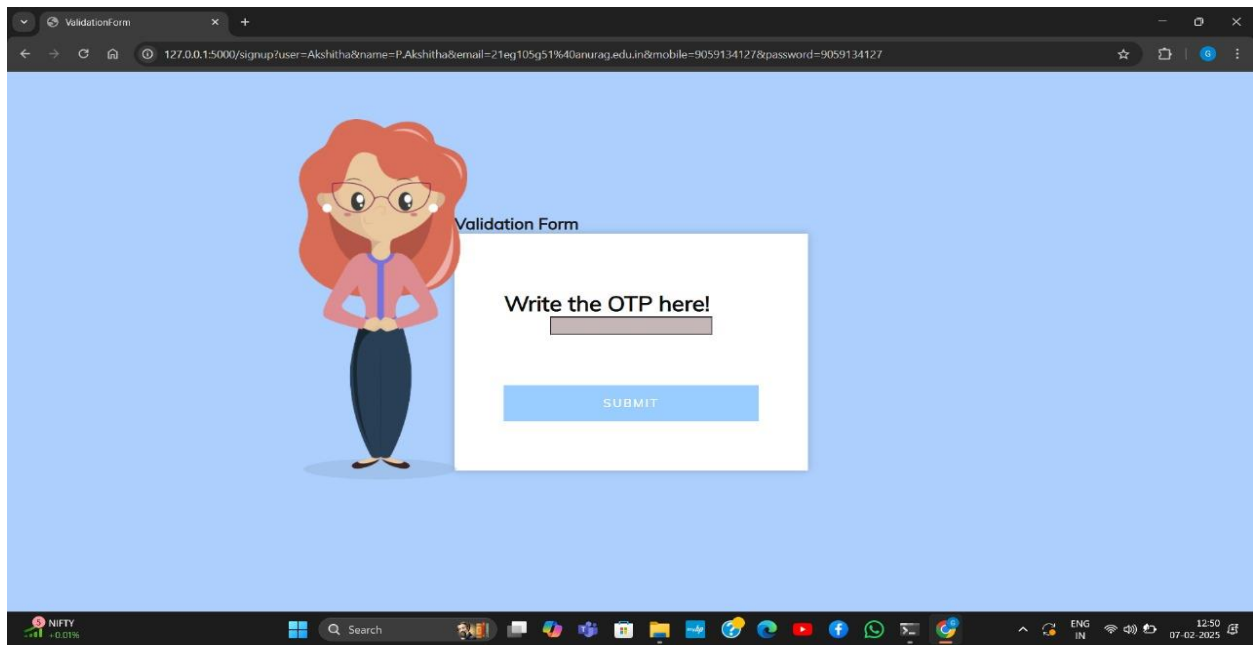 ValidationForm
127.0.0.1:5000/signup?user=Akshitha&name=P.Akshitha&email=21eg105g51%40anurag.edu.in&mobile=9059134127&password=9059134127
G
Validation Form
Write the OTP here!
SUBMIT
5
NIFTY
+0.01%
Search
ENG
IN
12:50
07-02-2025